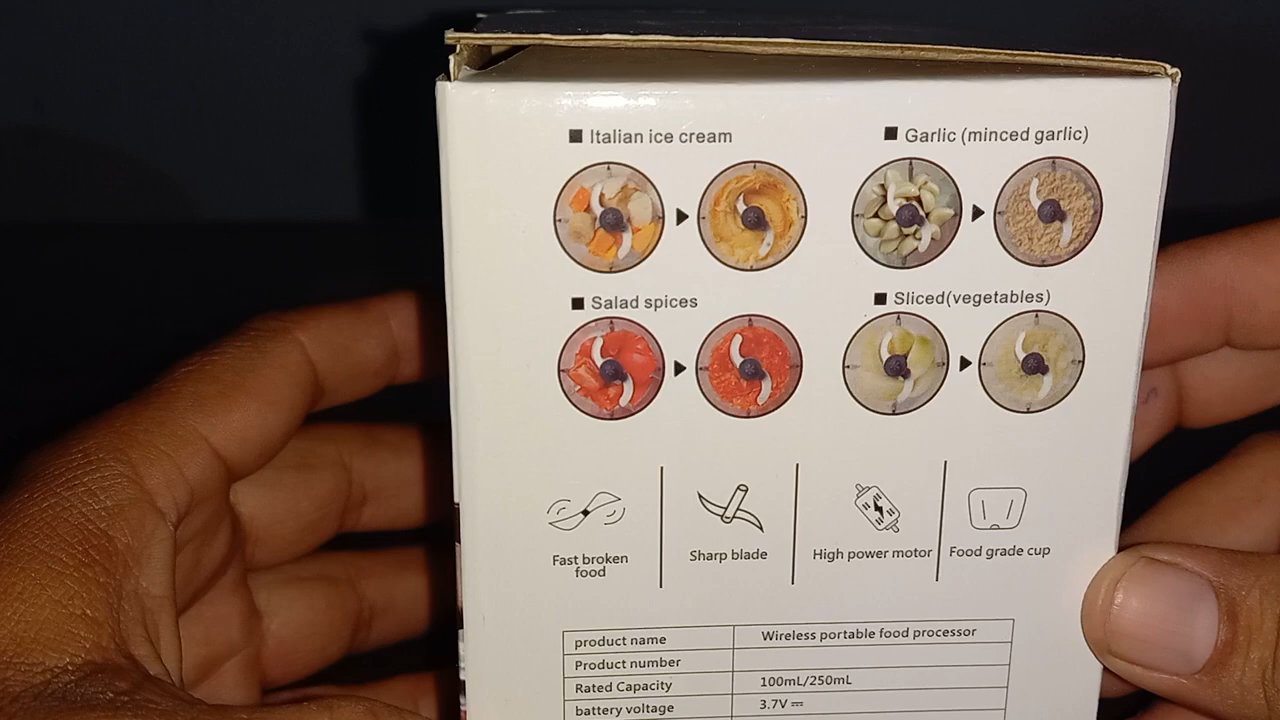 Italian ice cream
Garlic (minced garlic)
Salad spices
Sliced(vegetables)
Fast broken
food
Sharp blade
High power motor
Food grade cup
product name Wireless portable food processor
Product number
Rated Capacity 100mL/250mL
battery voltage 3.7V ⎓